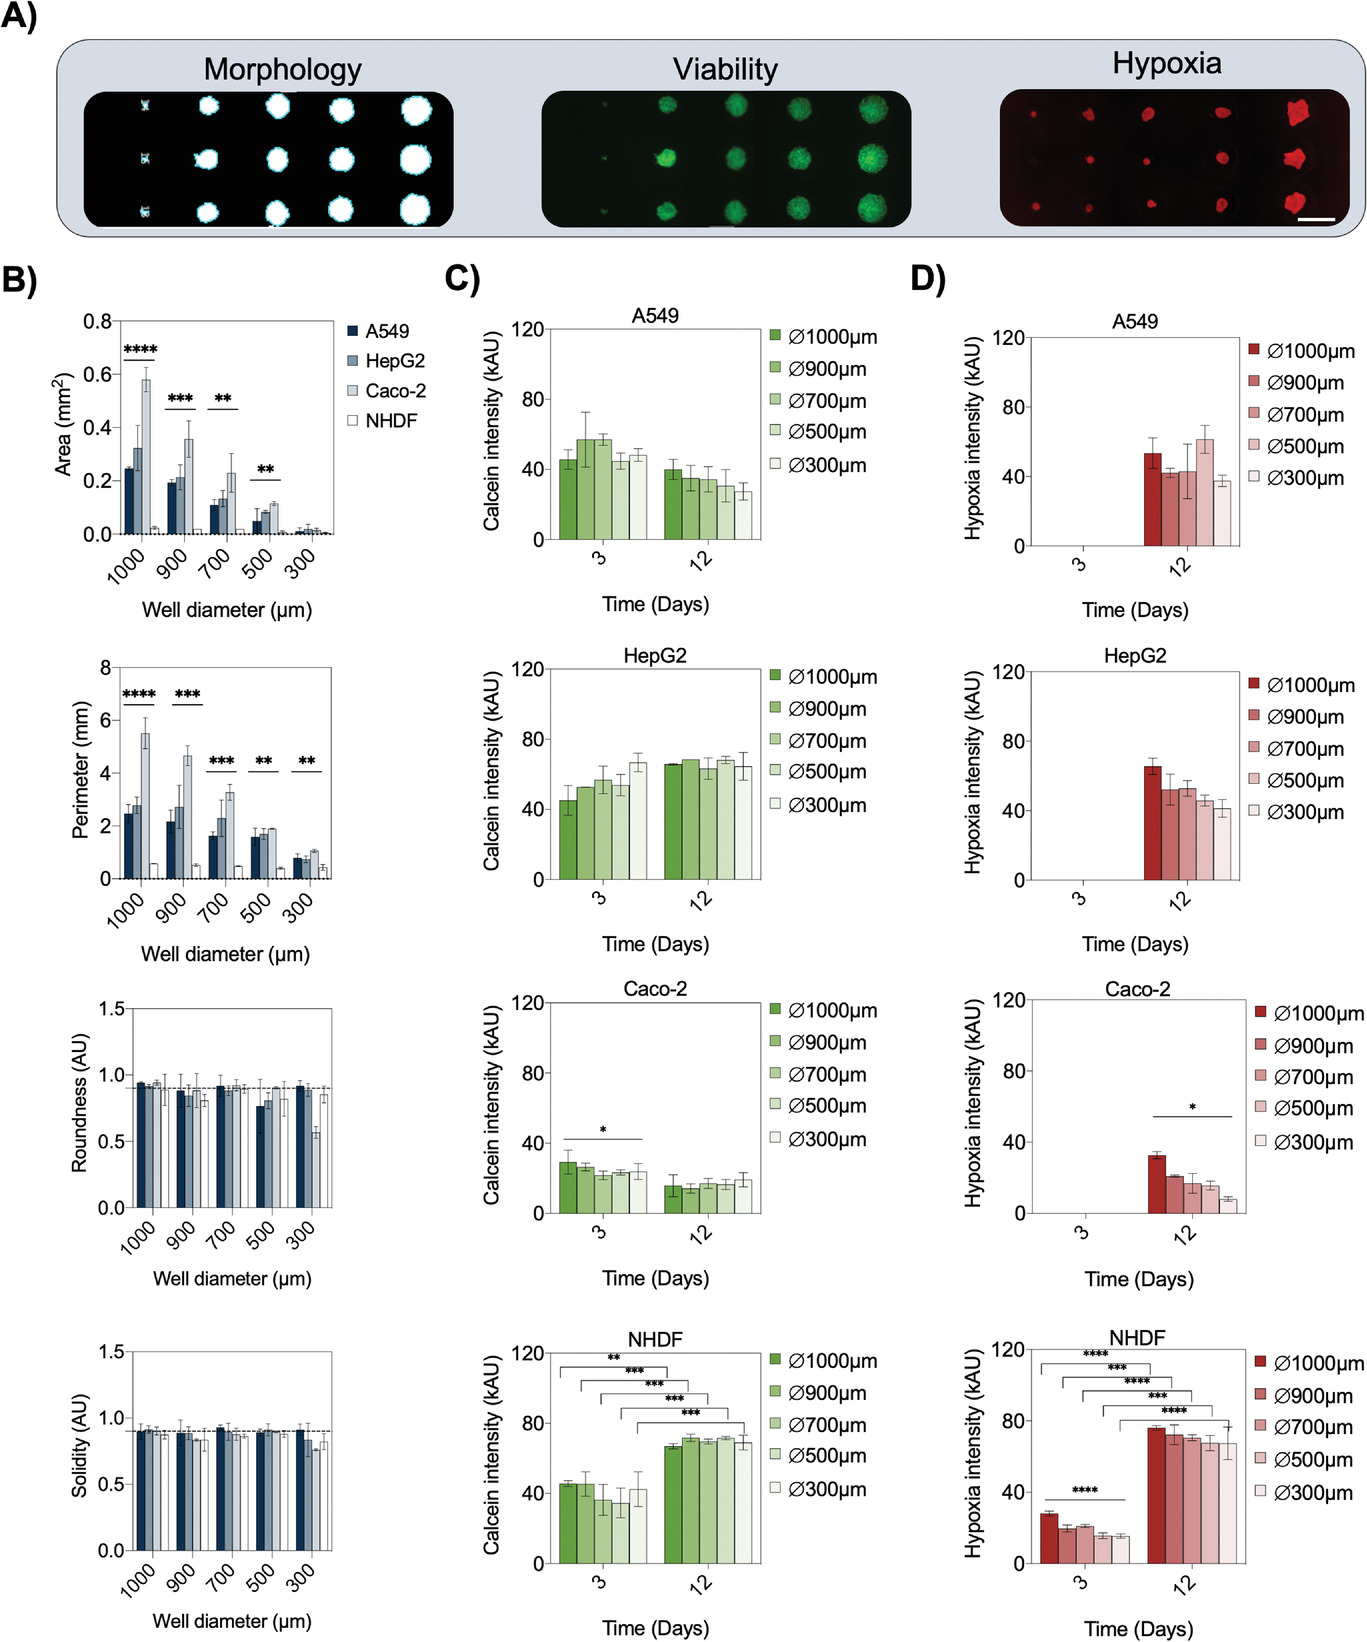 A)
Morphology
Viability
Hypoxia
B)
0.8
0.6
0.4
0.2
0.0
Area (mm²)
****
***
**
**
A549
HepG2
Caco-2
NHDF
1000
900
700
500
300
Well diameter (µm)
8
6
4
2
0
Perimeter (mm)
****
***
***
**
**
1000
900
700
500
300
Well diameter (µm)
1.5
1.0
0.5
0.0
Roundness (AU)
1000
900
700
500
300
Well diameter (µm)
1.5
1.0
0.5
0.0
Solidity (AU)
1000
900
700
500
300
Well diameter (µm)
C)
A549
120
80
40
0
Calcein intensity (kAU)
3
12
Time (Days)
Ø1000µm
Ø900µm
Ø700µm
Ø500µm
Ø300µm
HepG2
120
80
40
0
Calcein intensity (kAU)
3
12
Time (Days)
Ø1000µm
Ø900µm
Ø700µm
Ø500µm
Ø300µm
Caco-2
120
80
40
0
Calcein intensity (kAU)
*
3
12
Time (Days)
Ø1000µm
Ø900µm
Ø700µm
Ø500µm
Ø300µm
NHDF
120
80
40
0
Calcein intensity (kAU)
**
***
***
***
***
3
12
Time (Days)
Ø1000µm
Ø900µm
Ø700µm
Ø500µm
Ø300µm
D)
A549
120
80
40
0
Hypoxia intensity (kAU)
3
12
Time (Days)
Ø1000µm
Ø900µm
Ø700µm
Ø500µm
Ø300µm
HepG2
120
80
40
0
Hypoxia intensity (kAU)
3
12
Time (Days)
Ø1000µm
Ø900µm
Ø700µm
Ø500µm
Ø300µm
Caco-2
120
80
40
0
Hypoxia intensity (kAU)
*
3
12
Time (Days)
Ø1000µm
Ø900µm
Ø700µm
Ø500µm
Ø300µm
NHDF
120
80
40
0
Hypoxia intensity (kAU)
****
***
****
***
****
****
3
12
Time (Days)
Ø1000µm
Ø900µm
Ø700µm
Ø500µm
Ø300µm